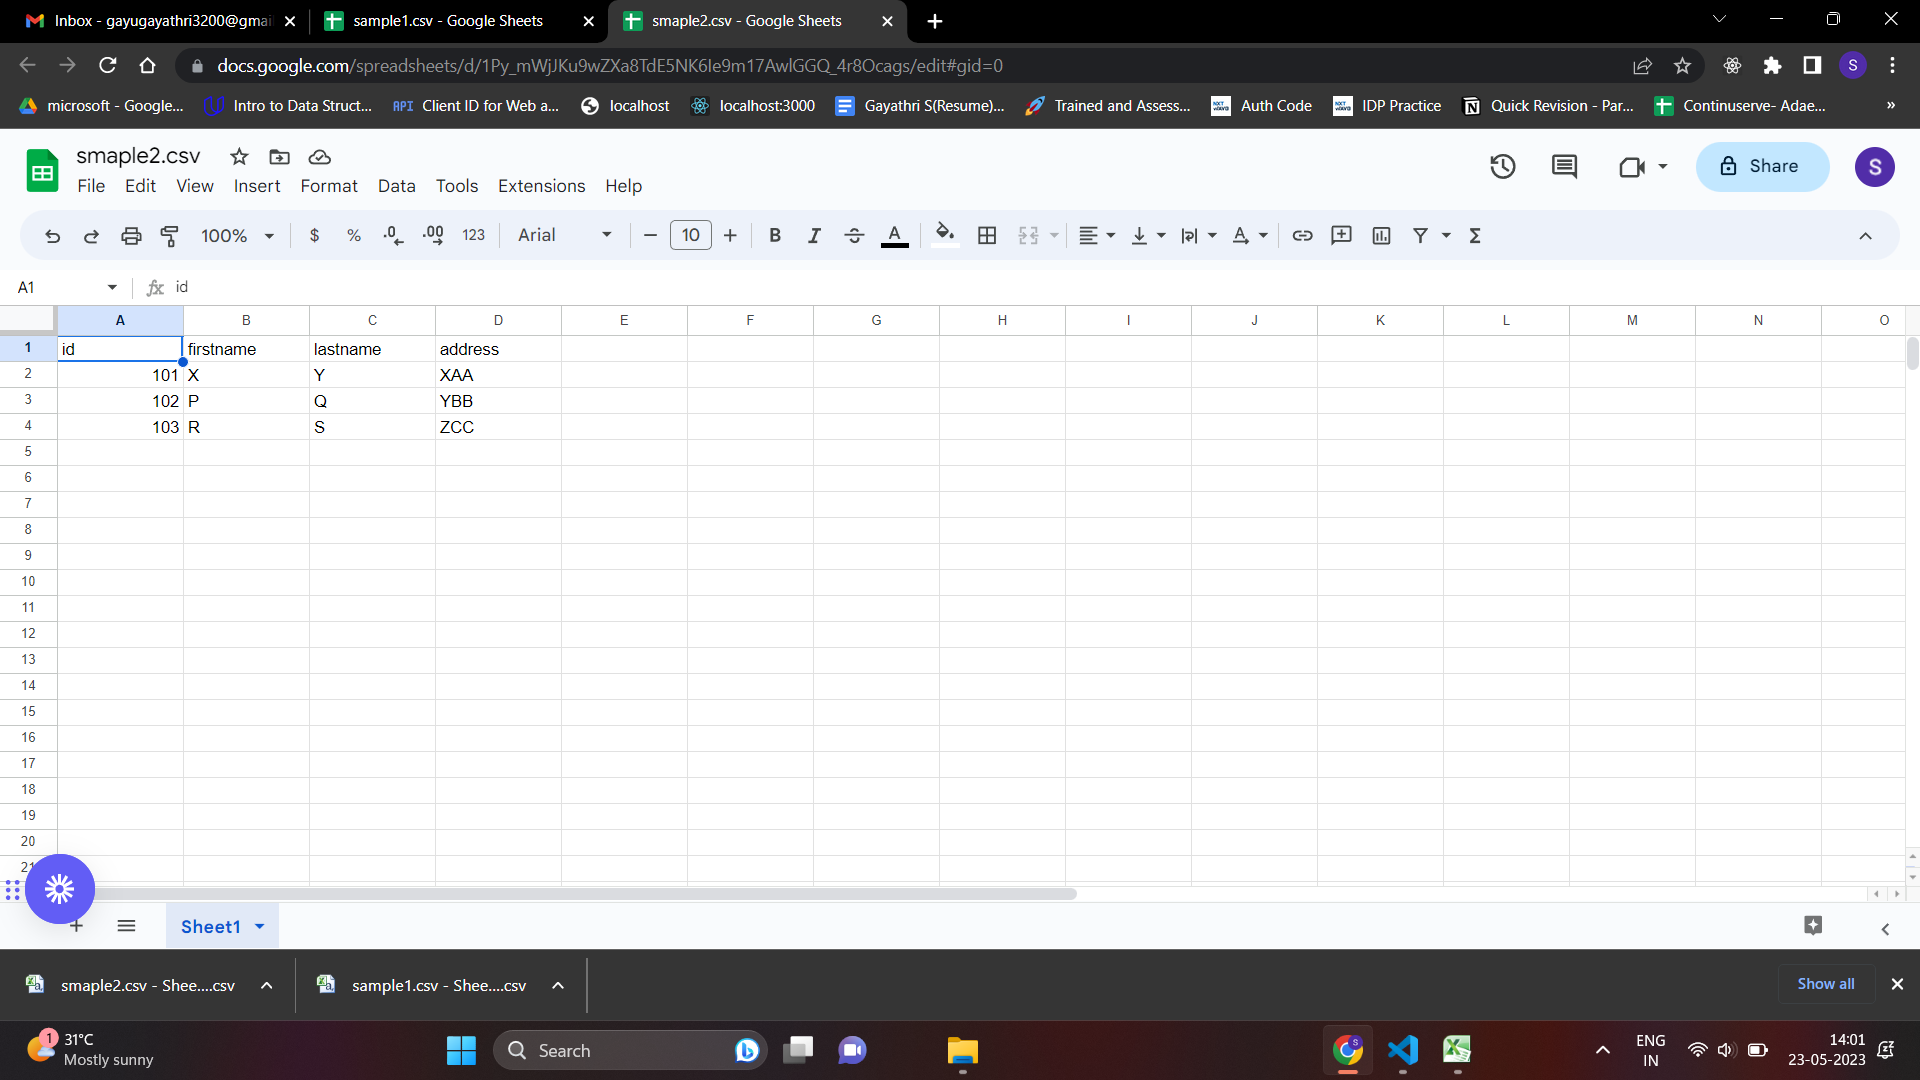 Inbox - gayugayathri3200@gmai
sample1.csv - Google Sheets
smaple2.csv - Google Sheets
docs.google.com/spreadsheets/d/1Py_mWjJKu9wZXa8TdE5NK6Ie9m17AwlGGQ_4r8Ocags/edit#gid=0
S
microsoft - Google...
Intro to Data Struct...
API Client ID for Web a...
localhost
localhost:3000
Gayathri S(Resume)...
Trained and Assess...
Auth Code
IDP Practice
Quick Revision - Par...
Continuserve- Adae...
»
smaple2.csv
File Edit View Insert Format Data Tools Extensions Help
Share
S
100% $ % .0 .00 123 Arial 10 B I A Σ
A1 fx id
A B C D E F G H I J K L M N O
1 id firstname lastname address
2 101 X Y XAA
3 102 P Q YBB
4 103 R S ZCC
5
6
7
8
9
10
11
12
13
14
15
16
17
18
19
20
21
Sheet1
smaple2.csv - Shee....csv
sample1.csv - Shee....csv
Show all
1
31°C
Mostly sunny
Search
ENG
IN
14:01
23-05-2023